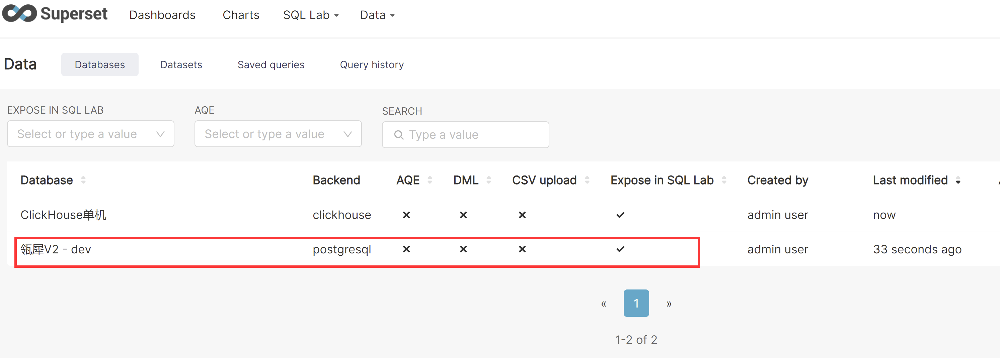 Superset Dashboards Charts SQL Lab Data
Data Databases Datasets Saved queries Query history
EXPOSE IN SQL LAB AQE SEARCH
Select or type a value Select or type a value Type a value
Database Backend AQE DML CSV upload Expose in SQL Lab Created by Last modified
ClickHouse单机 clickhouse admin user now
瓴犀V2 - dev postgresql admin user 33 seconds ago
« 1 »
1-2 of 2